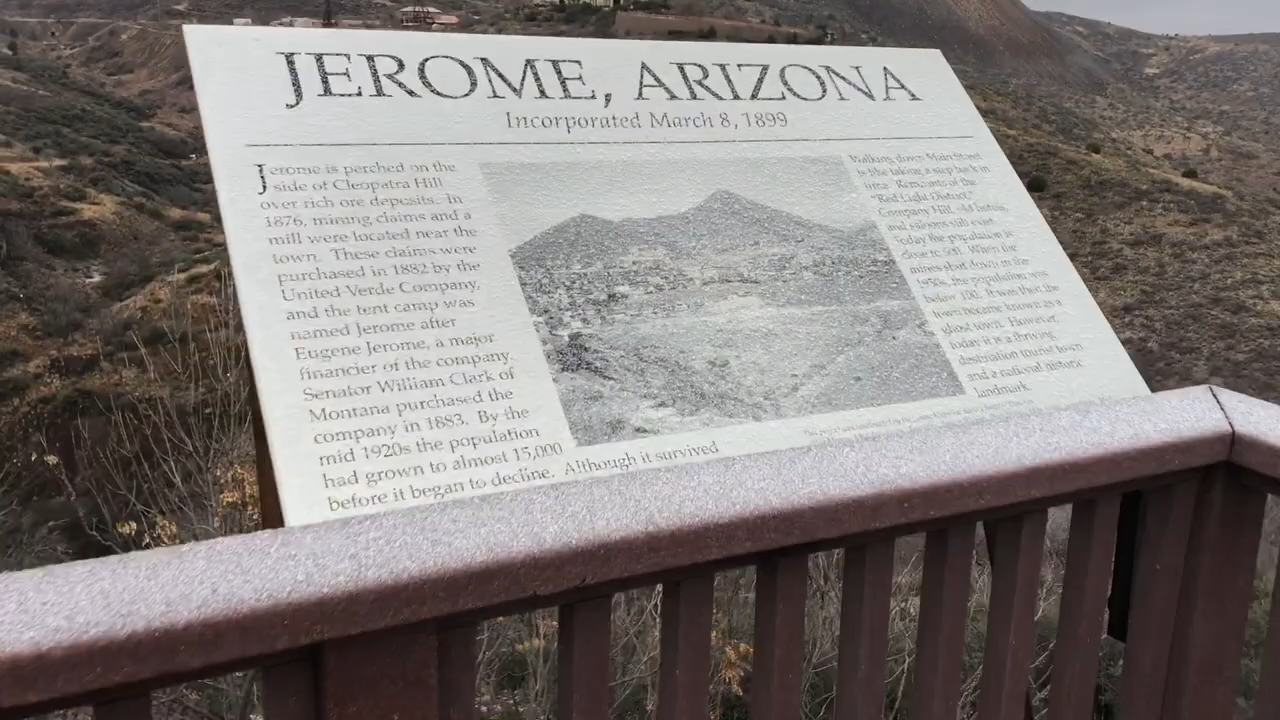 JEROME, ARIZONA
Incorporated March 8, 1899
Jerome is perched on the
side of Cleopatra Hill
over rich ore deposits. In
1876, mining claims and a
mill were located near the
town. These claims were
purchased in 1882 by the
United Verde Company,
and the tent camp was
named Jerome after
Eugene Jerome, a major
financier of the company.
Senator William Clark of
Montana purchased the
company in 1883. By the
mid 1920s the population
had grown to almost 15,000
before it began to decline. Although it survived
Walking down Main Street
is like taking a step back in
time. Remnants of the
"Red Light District,"
Company Hill, old hotels,
and saloons still exist.
Today the population is
close to 500. When the
mines shut down in the
1950s, the population was
below 100. It was then the
town became known as a
ghost town. However,
today it is a thriving
destination tourist town
and a national historic
landmark.